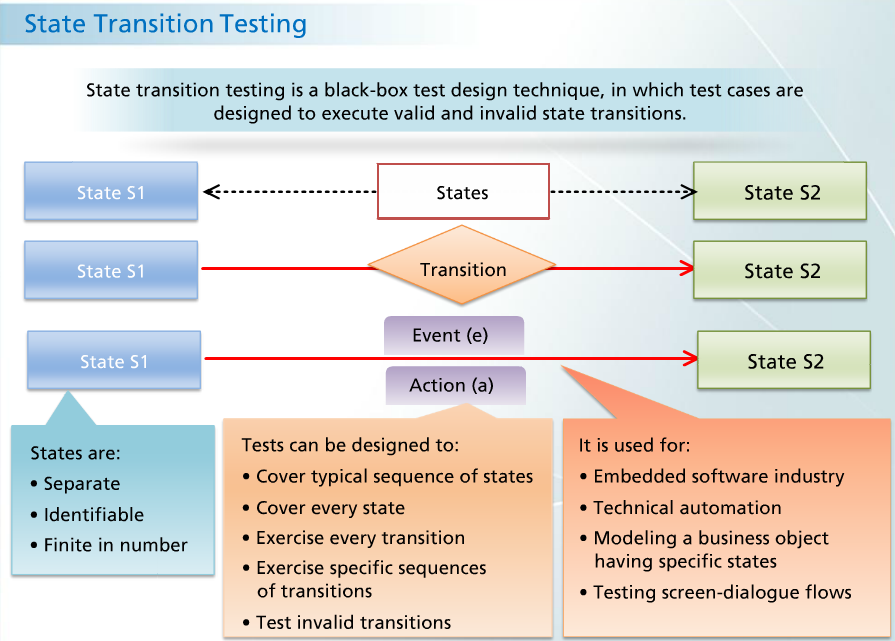 State Transition Testing
State transition testing is a black-box test design technique, in which test cases are
designed to execute valid and invalid state transitions.
State S1
States
State S2
State S1
Transition
State S2
Event (e)
State S1
State S2
Action (a)
States are:
• Separate
• Identifiable
• Finite in number
Tests can be designed to:
• Cover typical sequence of states
• Cover every state
• Exercise every transition
• Exercise specific sequences
of transitions
• Test invalid transitions
It is used for:
• Embedded software industry
• Technical automation
• Modeling a business object
having specific states
• Testing screen-dialogue flows